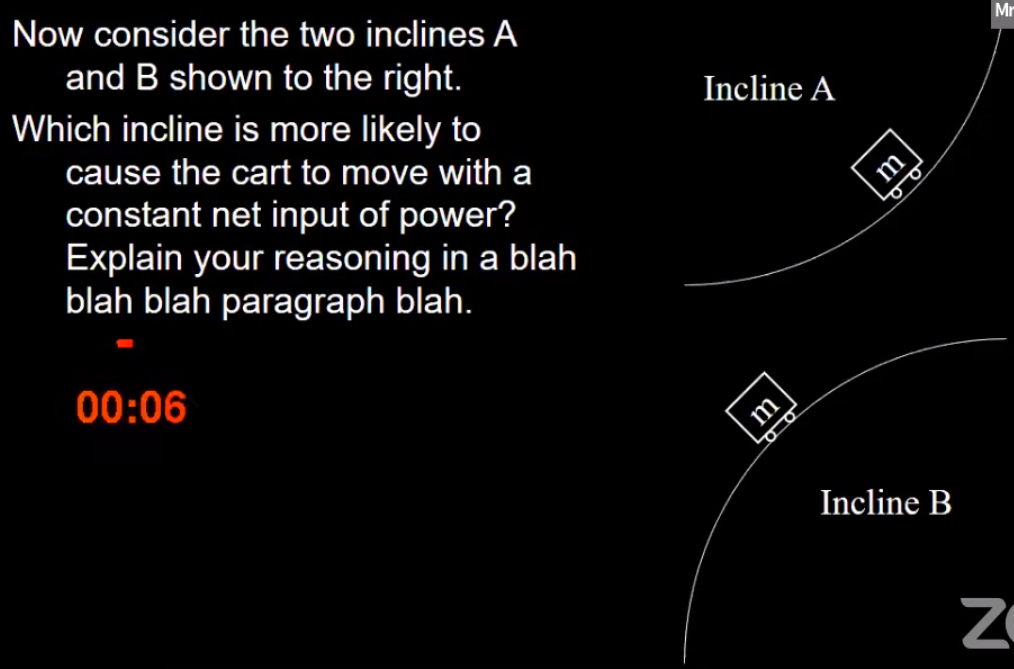 Now consider the two inclines A
and B shown to the right.
Which incline is more likely to
cause the cart to move with a
constant net input of power?
Explain your reasoning in a blah
blah blah paragraph blah.
-
00:06
Incline A
m
m
Incline B